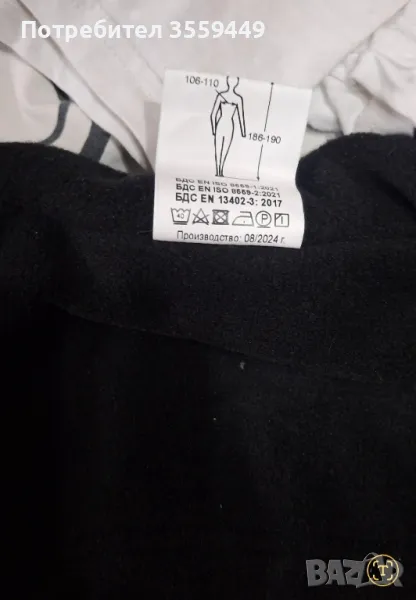 Потребител 3559449
106-110
186-190
БДС EN ISO 8559-1:2021
БДС EN ISO 8559-2:2021
БДС EN 13402-3: 2017
Производство: 08/2024 г.
BAZAR